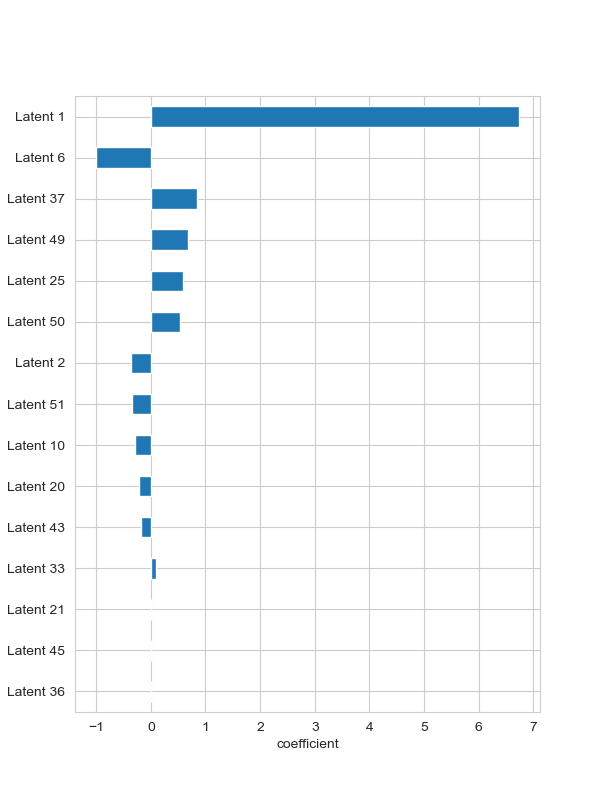 Latent 1
Latent 6
Latent 37
Latent 49
Latent 25
Latent 50
Latent 2
Latent 51
Latent 10
Latent 20
Latent 43
Latent 33
Latent 21
Latent 45
Latent 36
−1 0 1 2 3 4 5 6 7
coefficient